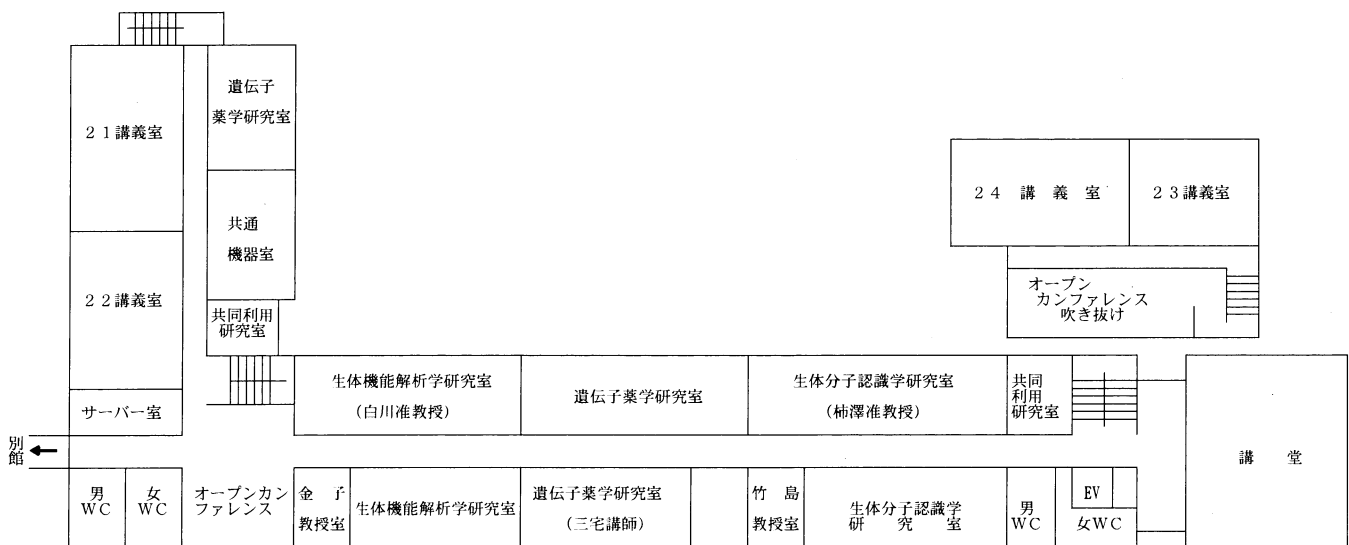 遺伝子
薬学研究室
21講義室
共通
機器室
24 講 義 室
23講義室
22講義室
オープン
カンファレンス
吹き抜け
共同利用
研究室
サーバー室
生体機能解析学研究室
(白川准教授)
遺伝子薬学研究室
生体分子認識学研究室
(柿澤准教授)
共同
利用
研究室
別館
講 堂
男
WC
女
WC
オープンカン
ファレンス
金 子
教授室
生体機能解析学研究室
遺伝子薬学研究室
(三宅講師)
竹 島
教授室
生体分子認識学
研 究 室
男
WC
EV
女WC